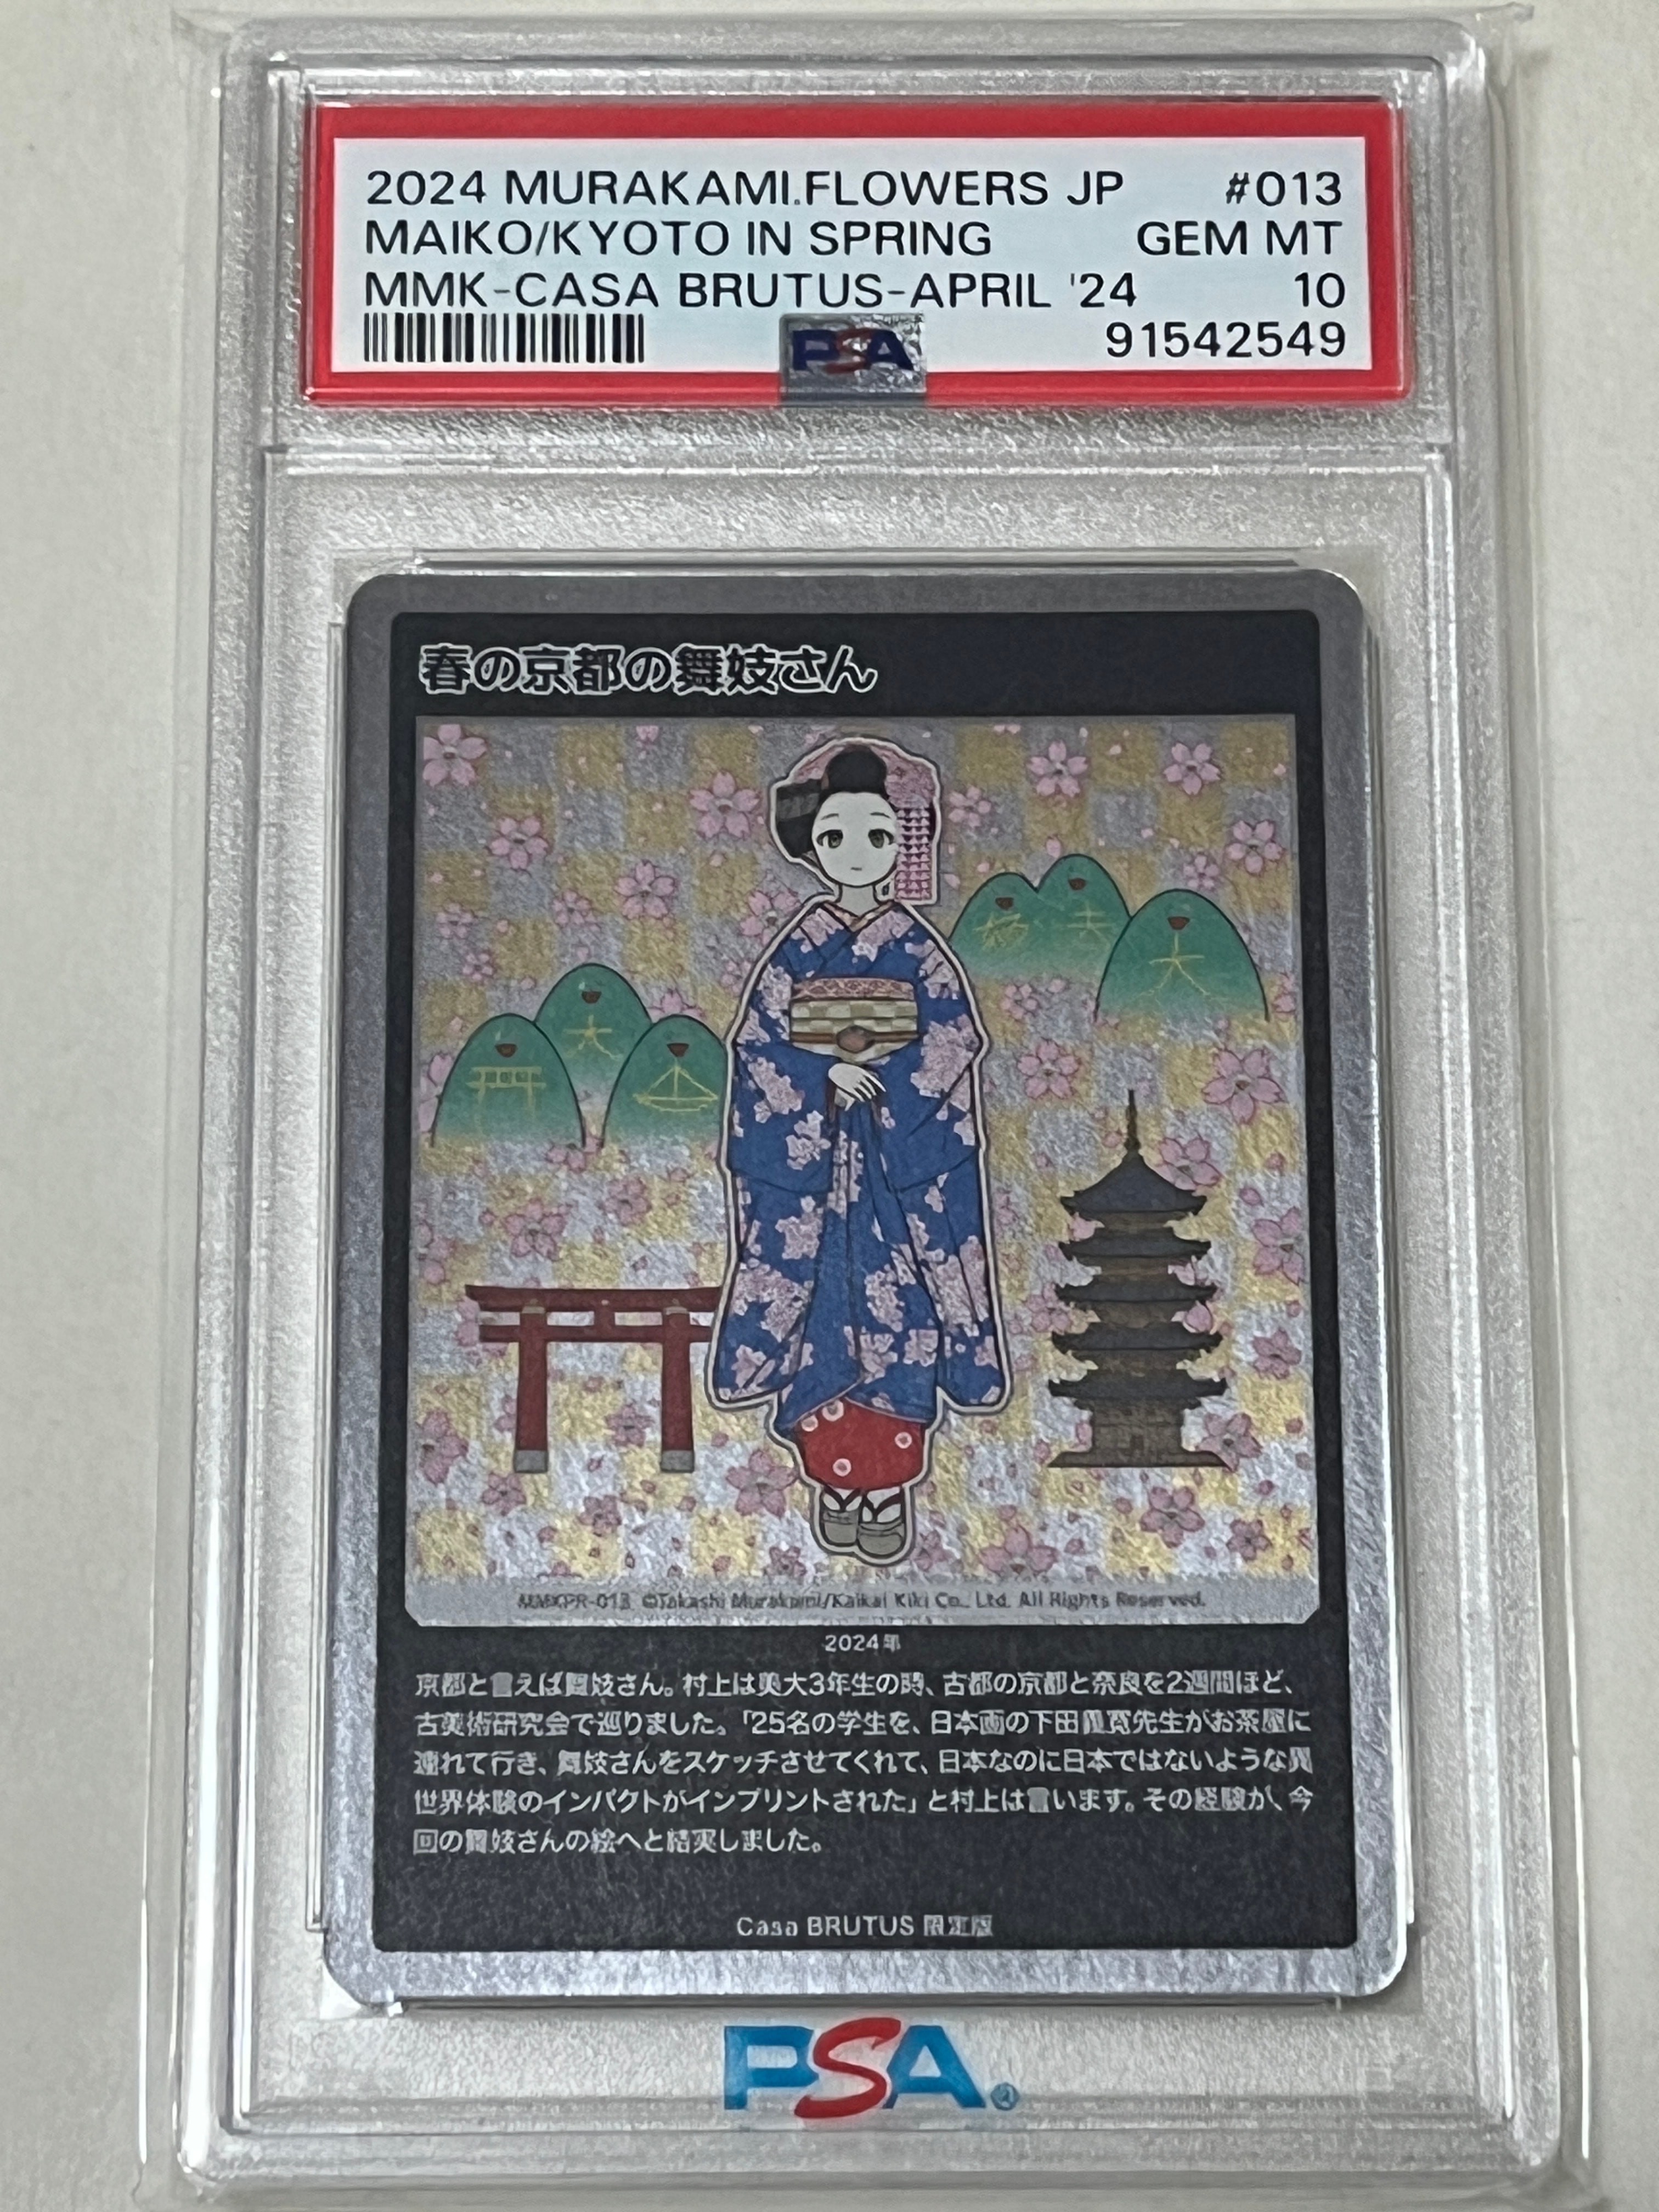 2024 MURAKAMI.FLOWERS JP #013
MAIKO/KYOTO IN SPRING GEM MT
MMK-CASA BRUTUS-APRIL '24 10
PSA 91542549
春の京都の舞妓さん
妙 法 大
大
MMXPR-013 ©Takashi Murakami/Kaikai Kiki Co., Ltd. All Rights Reserved.
2024年
京都と言えば舞妓さん。村上は美大3年生の時、古都の京都と奈良を2週間ほど、
古美術研究会で巡りました。「25名の学生を、日本画の下田義寛先生がお茶屋に
連れて行き、舞妓さんをスケッチさせてくれて、日本なのに日本ではないような異
世界体験のインパクトがインプリントされた」と村上は言います。その経験が、今
回の舞妓さんの絵へと結実しました。
Casa BRUTUS 限定版
PSA®